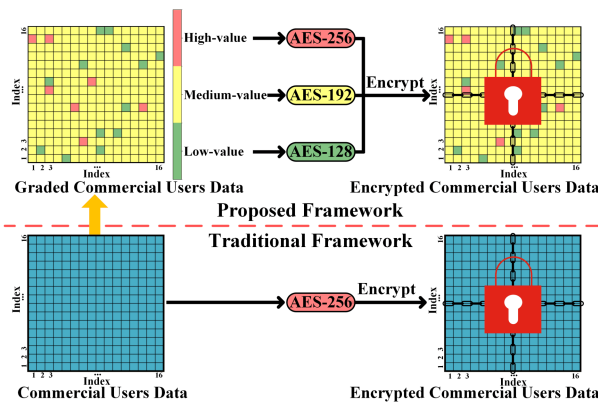 16
Index
...
1 2 3
1 2 3
...
16
Index
Graded Commercial Users Data
High-value
Medium-value
Low-value
AES-256
AES-192
AES-128
Encrypt
16
Index
...
1 2 3
1 2 3
...
16
Index
Encrypted Commercial Users Data
Proposed Framework
Traditional Framework
16
Index
...
1 2 3
1 2 3
...
16
Index
Commercial Users Data
AES-256
Encrypt
16
Index
...
1 2 3
1 2 3
...
16
Index
Encrypted Commercial Users Data